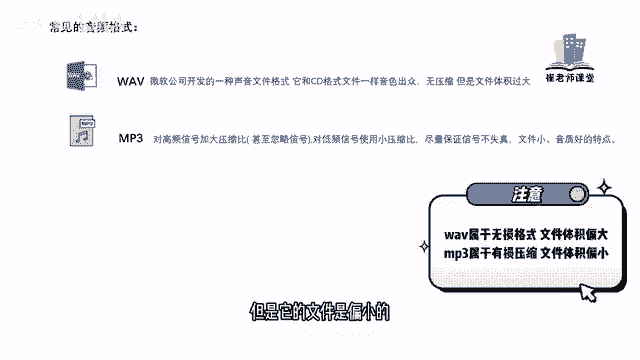 常见的音频格式：
WAV 微软公司开发的一种声音文件格式 它和CD格式文件一样音色出众，无压缩 但是文件体积过大
崔老师课堂
MP3 对高频信号加大压缩比( 甚至忽略信号),对低频信号使用小压缩比，尽量保证信号不失真，文件小、音质好的特点。
注意
wav属于无损格式 文件体积偏大
mp3属于有损压缩 文件体积偏小
但是它的文件是偏小的